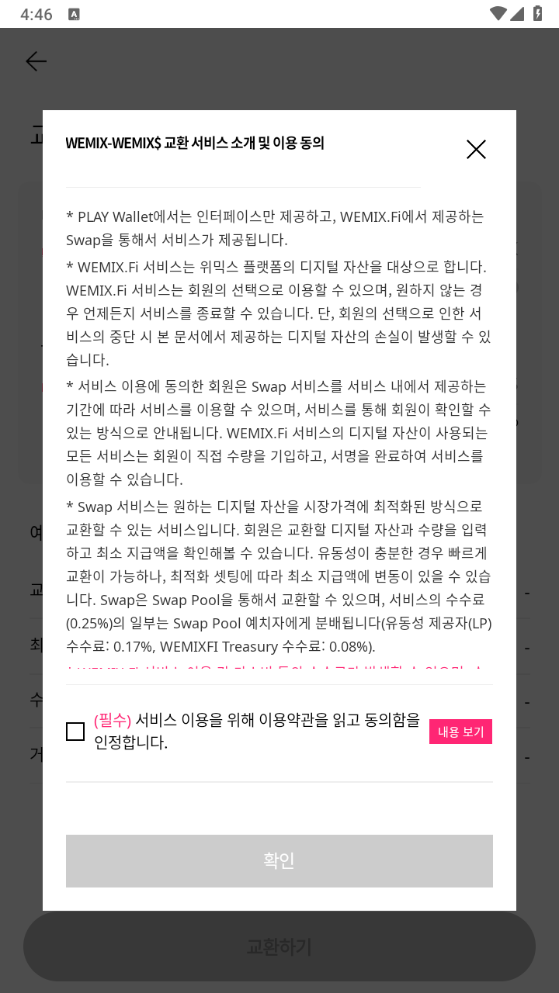 4:46
A
WEMIX-WEMIX$ 교환 서비스 소개 및 이용 동의
* PLAY Wallet에서는 인터페이스만 제공하고, WEMIX.Fi에서 제공하는
Swap을 통해서 서비스가 제공됩니다.
* WEMIX.Fi 서비스는 위믹스 플랫폼의 디지털 자산을 대상으로 합니다.
WEMIX.Fi 서비스는 회원의 선택으로 이용할 수 있으며, 원하지 않는 경
우 언제든지 서비스를 종료할 수 있습니다. 단, 회원의 선택으로 인한 서
비스의 중단 시 본 문서에서 제공하는 디지털 자산의 손실이 발생할 수 있
습니다.
* 서비스 이용에 동의한 회원은 Swap 서비스를 서비스 내에서 제공하는
기간에 따라 서비스를 이용할 수 있으며, 서비스를 통해 회원이 확인할 수
있는 방식으로 안내됩니다. WEMIX.Fi 서비스의 디지털 자산이 사용되는
모든 서비스는 회원이 직접 수량을 기입하고, 서명을 완료하여 서비스를
이용할 수 있습니다.
* Swap 서비스는 원하는 디지털 자산을 시장가격에 최적화된 방식으로
교환할 수 있는 서비스입니다. 회원은 교환할 디지털 자산과 수량을 입력
하고 최소 지급액을 확인해볼 수 있습니다. 유동성이 충분한 경우 빠르게
교환이 가능하나, 최적화 셋팅에 따라 최소 지급액에 변동이 있을 수 있습
니다. Swap은 Swap Pool을 통해서 교환할 수 있으며, 서비스의 수수료
(0.25%)의 일부는 Swap Pool 예치자에게 분배됩니다(유동성 제공자(LP)
수수료: 0.17%, WEMIXFI Treasury 수수료: 0.08%).
(필수) 서비스 이용을 위해 이용약관을 읽고 동의함을
인정합니다.
내용 보기
확인
교환하기